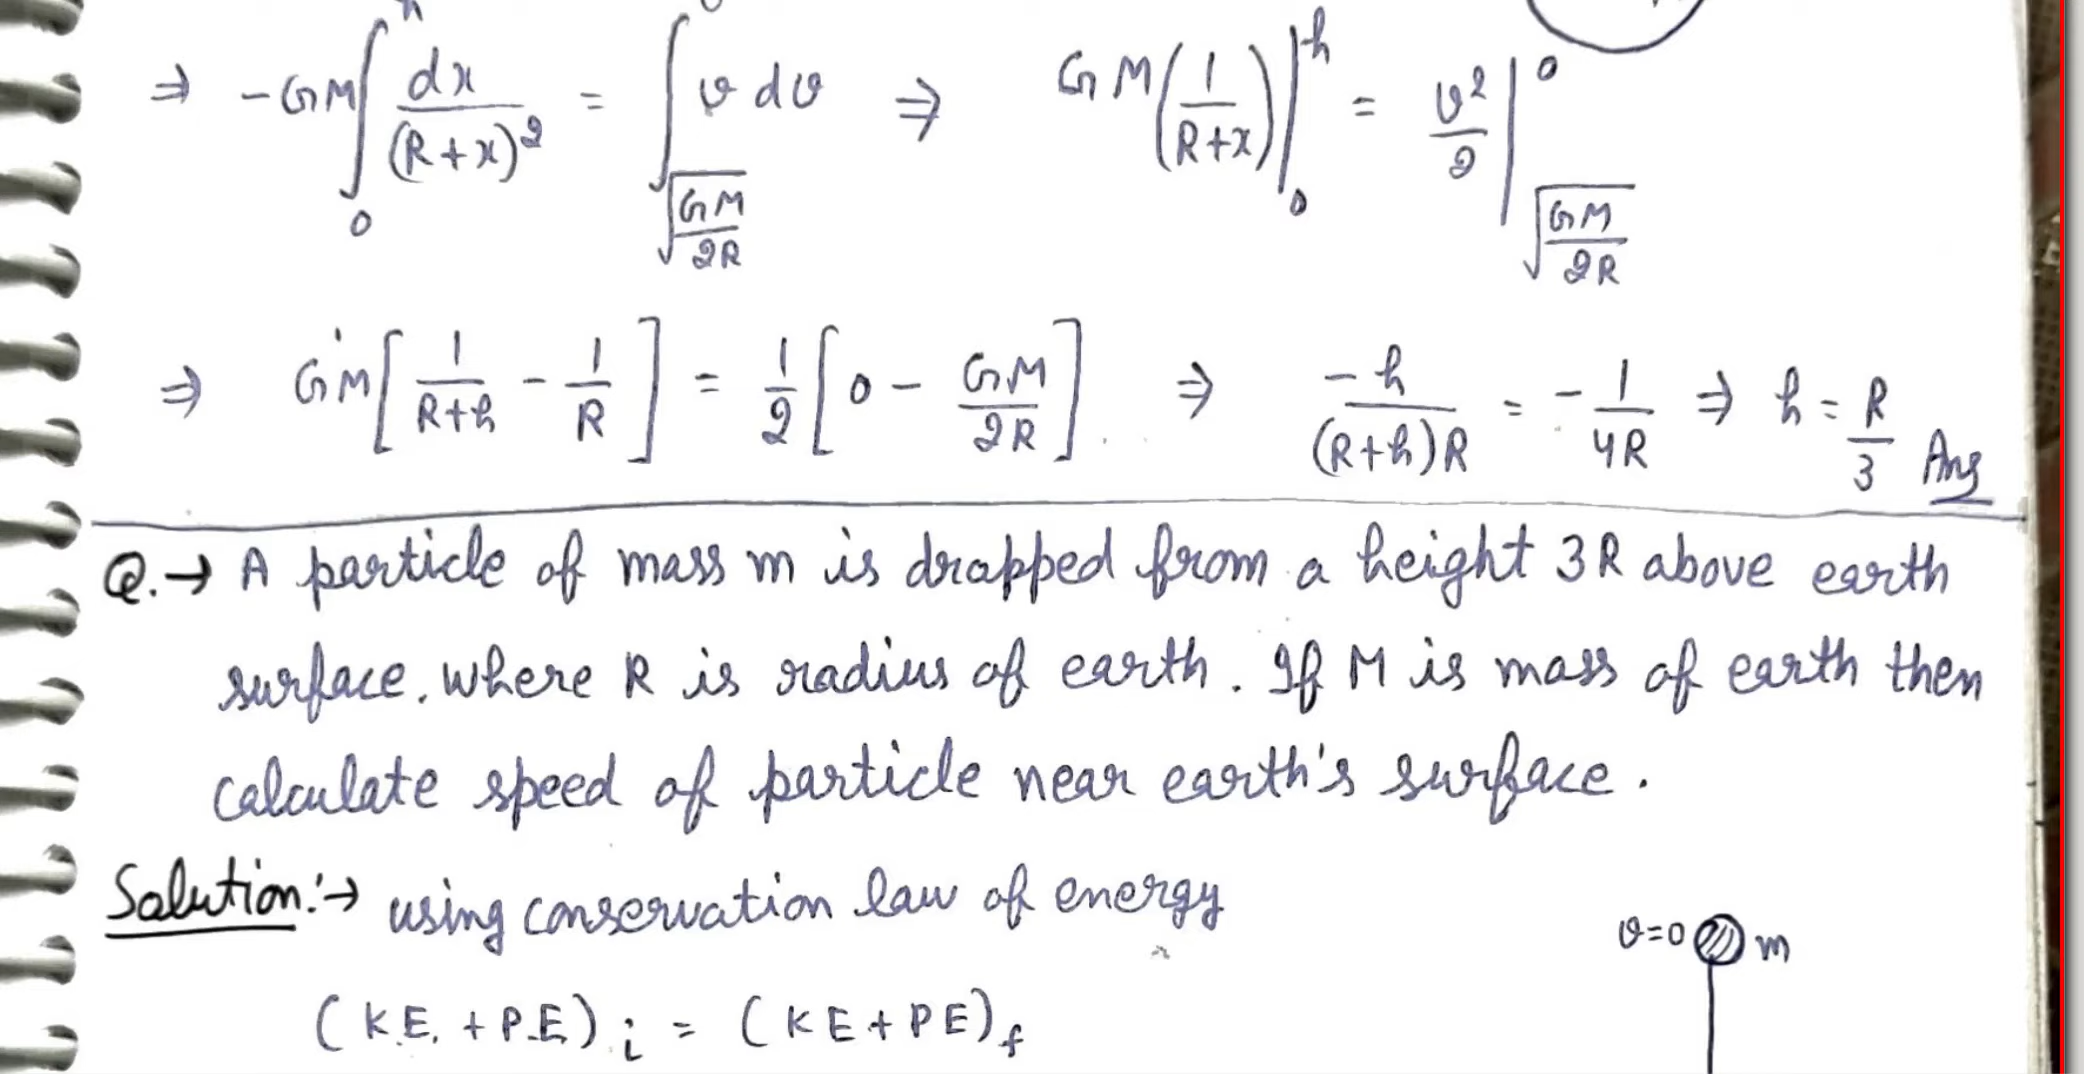 ⇒ -GM ∫₀ʰ dx/(R+x)² = ∫_{√(GM/2R)}^0 v dv ⇒ GM(1/(R+x))|₀ʰ = v²/2 |_{√(GM/2R)}^0
⇒ GM[1/(R+h) - 1/R] = 1/2[0 - GM/2R] ⇒ -h/((R+h)R) = -1/4R ⇒ h = R/3 Ans
Q.→ A particle of mass m is drapped from a height 3R above earth
surface. where R is radius of earth. If M is mass of earth then
calculate speed of particle near earth's surface.
Solution:→ using conservation law of energy
v=0 m
(K.E. + P.E)i = (KE+PE)f